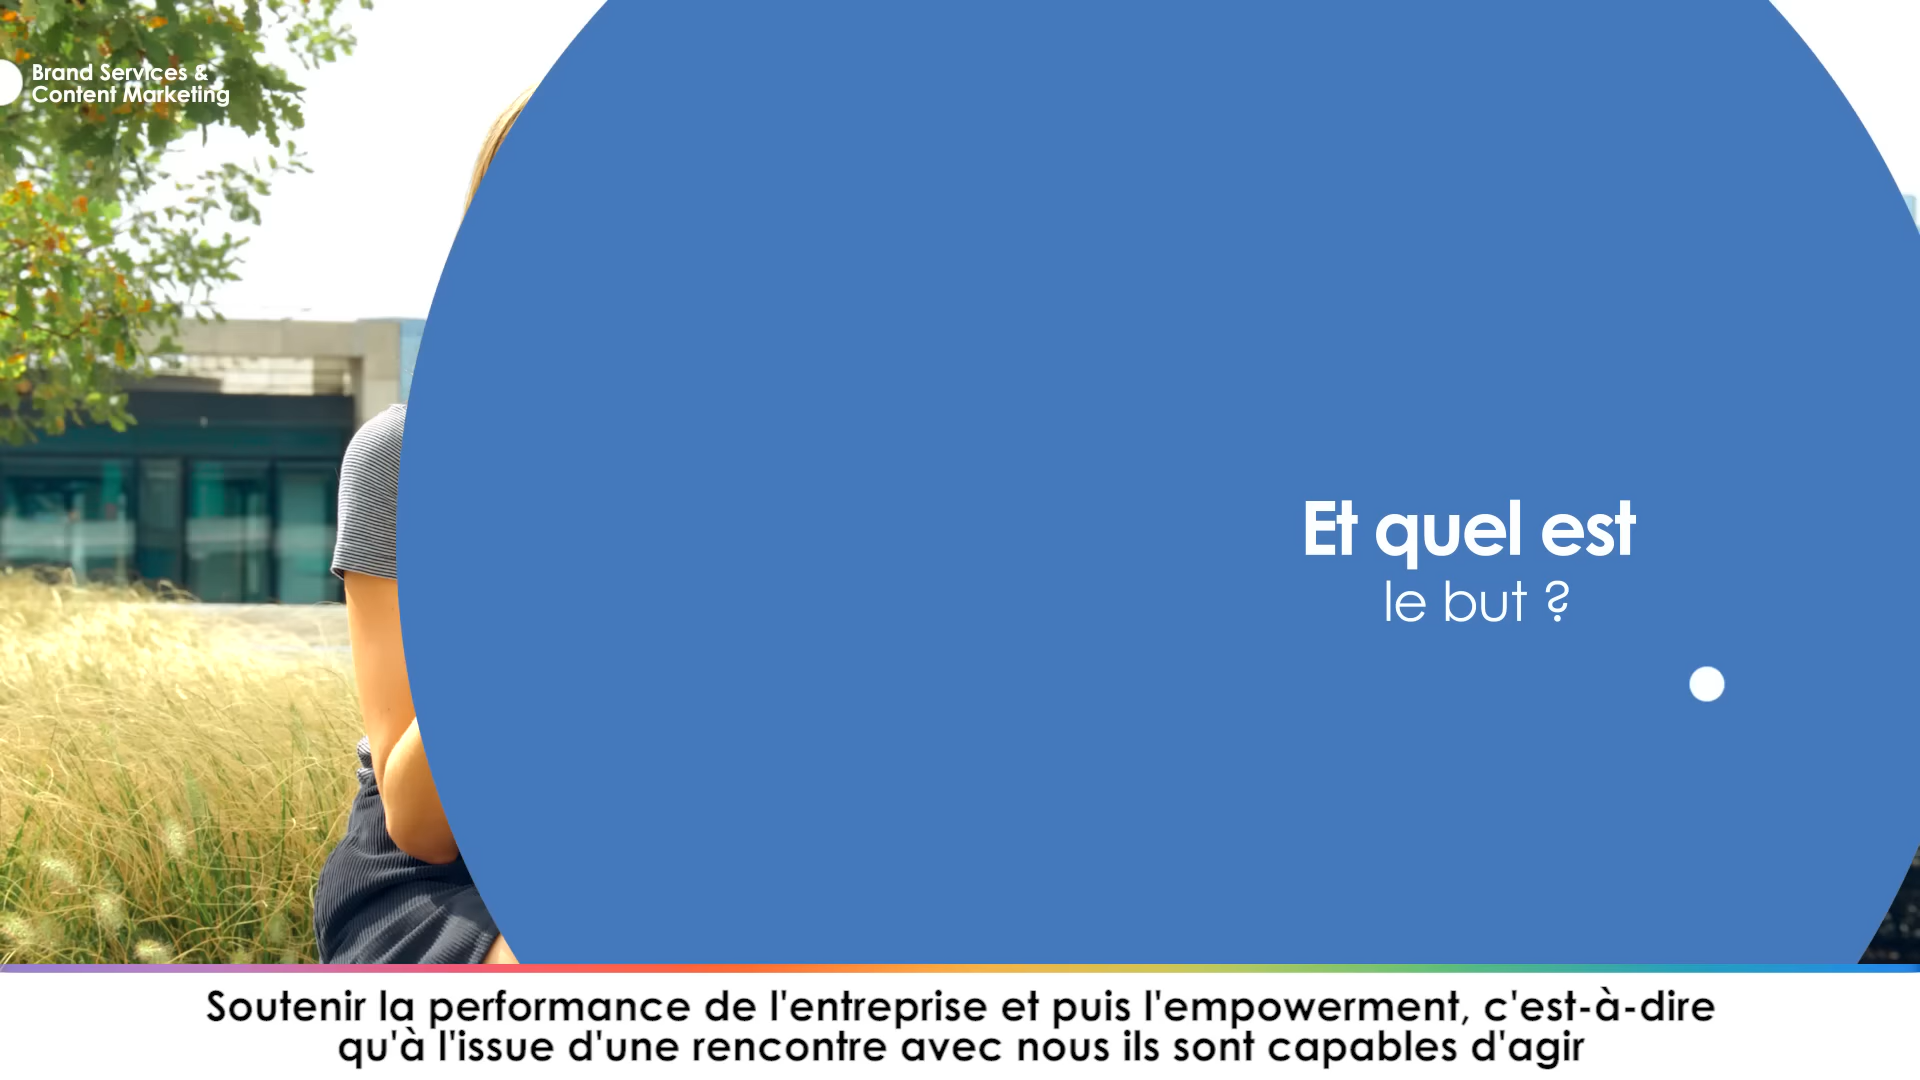 Brand Services &
Content Marketing
Et quel est
le but ?
Soutenir la performance de l'entreprise et puis l'empowerment, c'est-à-dire
qu'à l'issue d'une rencontre avec nous ils sont capables d'agir